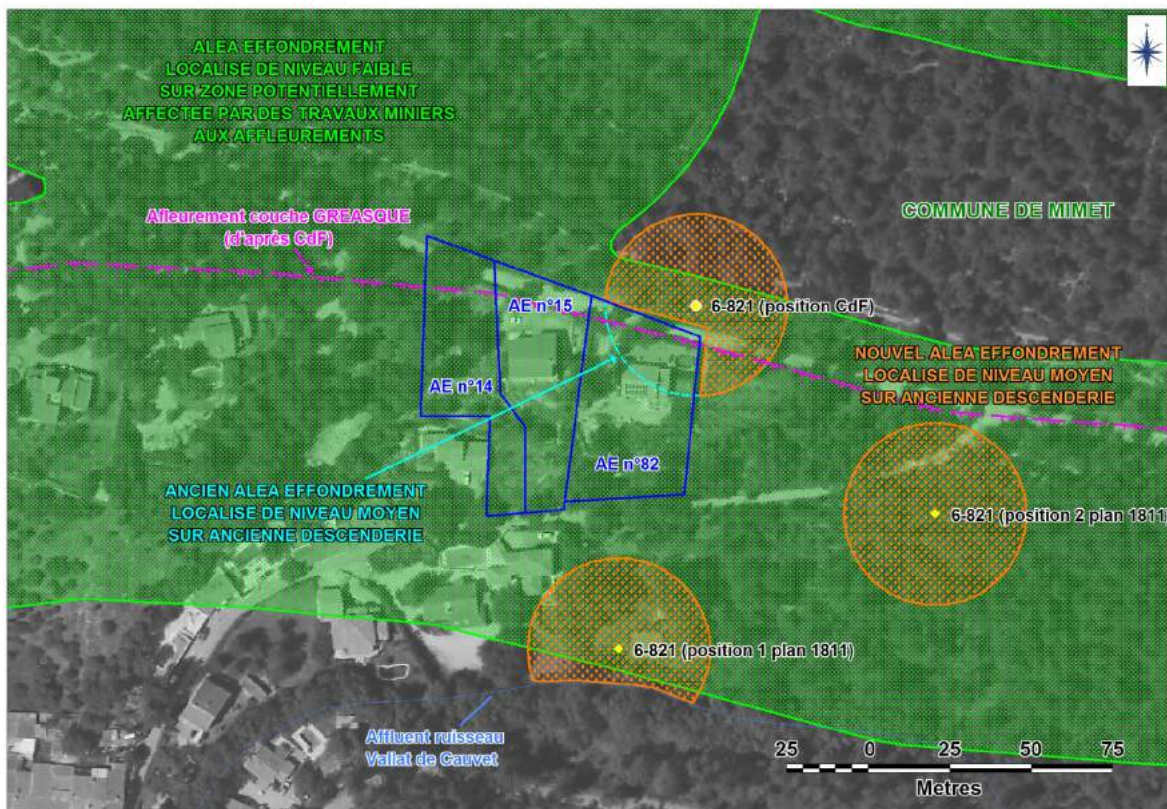 ALEA EFFONDREMENT
LOCALISE DE NIVEAU FAIBLE
SUR ZONE POTENTIELLEMENT
AFFECTEE PAR DES TRAVAUX MINIERS
AUX AFFLEUREMENTS
Afleurement couche GREASQUE
(d'après CdF)
COMMUNE DE MIMET
AE n°15
6-821 (position CdF)
NOUVEL ALEA EFFONDREMENT
LOCALISE DE NIVEAU MOYEN
SUR ANCIENNE DESCENDERIE
AE n°14
AE n°82
ANCIEN ALEA EFFONDREMENT
LOCALISE DE NIVEAU MOYEN
SUR ANCIENNE DESCENDERIE
6-821 (position 2 plan 1811
6-821 (position 1 plan 1811)
Affluent ruisseau
Vallat de Cauvet
25 0 25 50 75
Metres